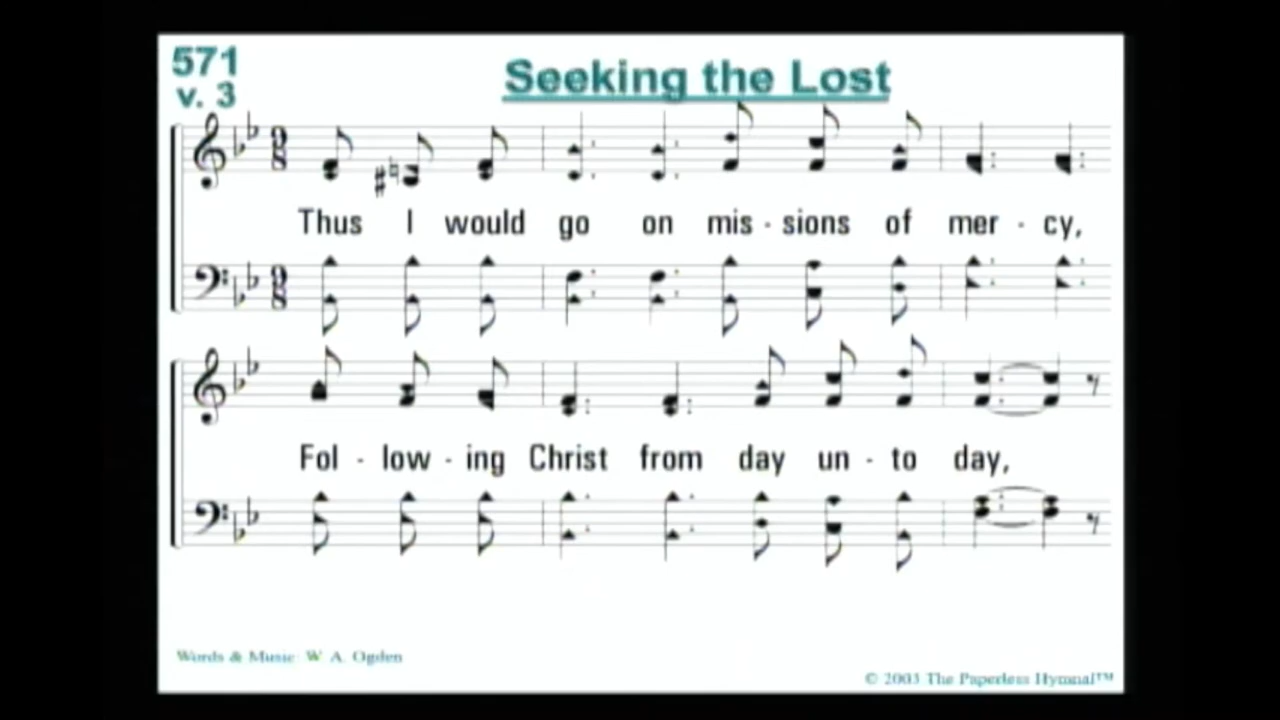 571
v. 3
Seeking the Lost
Thus I would go on mis - sions of mer - cy,
Fol - low - ing Christ from day un - to day,
Words & Music: W. A. Ogden
© 2003 The Paperless Hymnal™